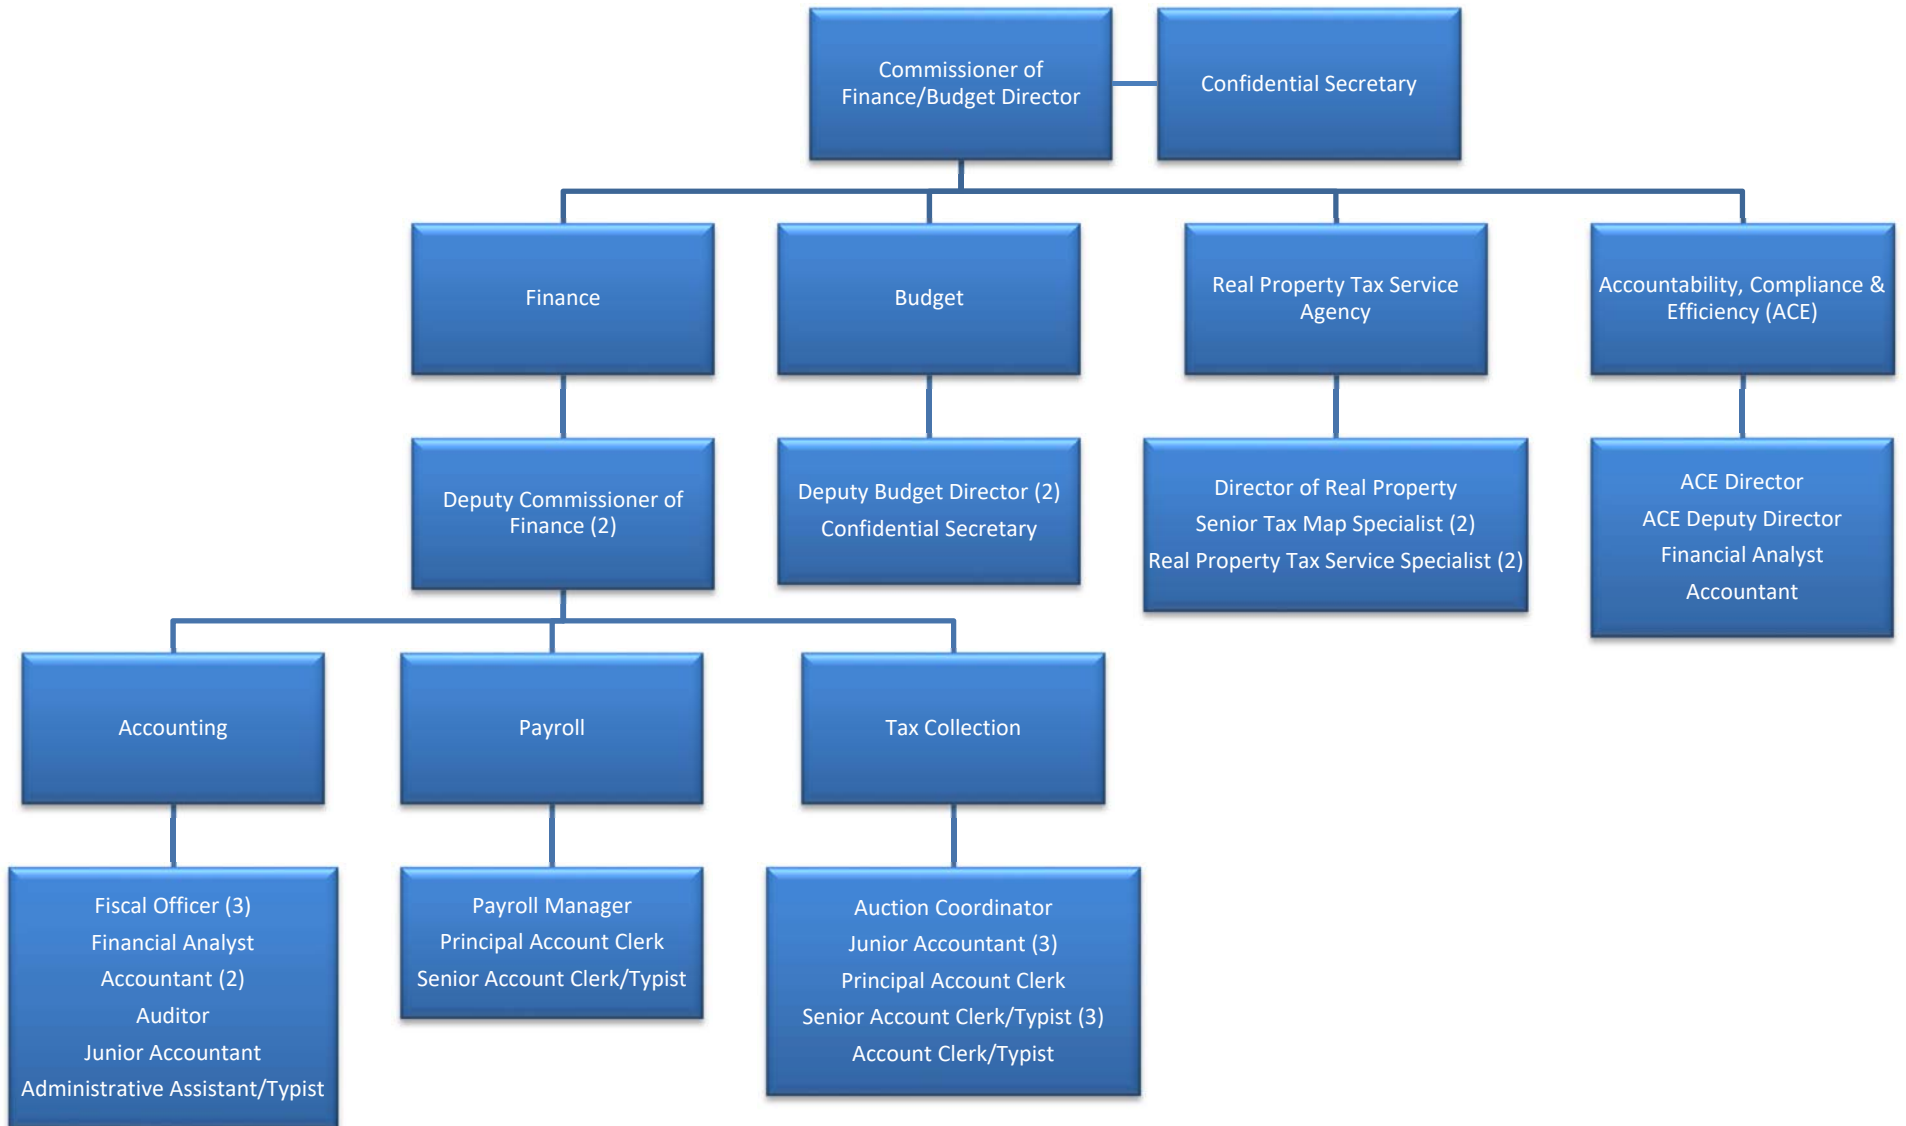 Commissioner of
Finance/Budget Director
Confidential Secretary
Finance
Budget
Real Property Tax Service
Agency
Accountability, Compliance &
Efficiency (ACE)
Deputy Commissioner of
Finance (2)
Deputy Budget Director (2)
Confidential Secretary
Director of Real Property
Senior Tax Map Specialist (2)
Real Property Tax Service Specialist (2)
ACE Director
ACE Deputy Director
Financial Analyst
Accountant
Accounting
Payroll
Tax Collection
Fiscal Officer (3)
Financial Analyst
Accountant (2)
Auditor
Junior Accountant
Administrative Assistant/Typist
Payroll Manager
Principal Account Clerk
Senior Account Clerk/Typist
Auction Coordinator
Junior Accountant (3)
Principal Account Clerk
Senior Account Clerk/Typist (3)
Account Clerk/Typist